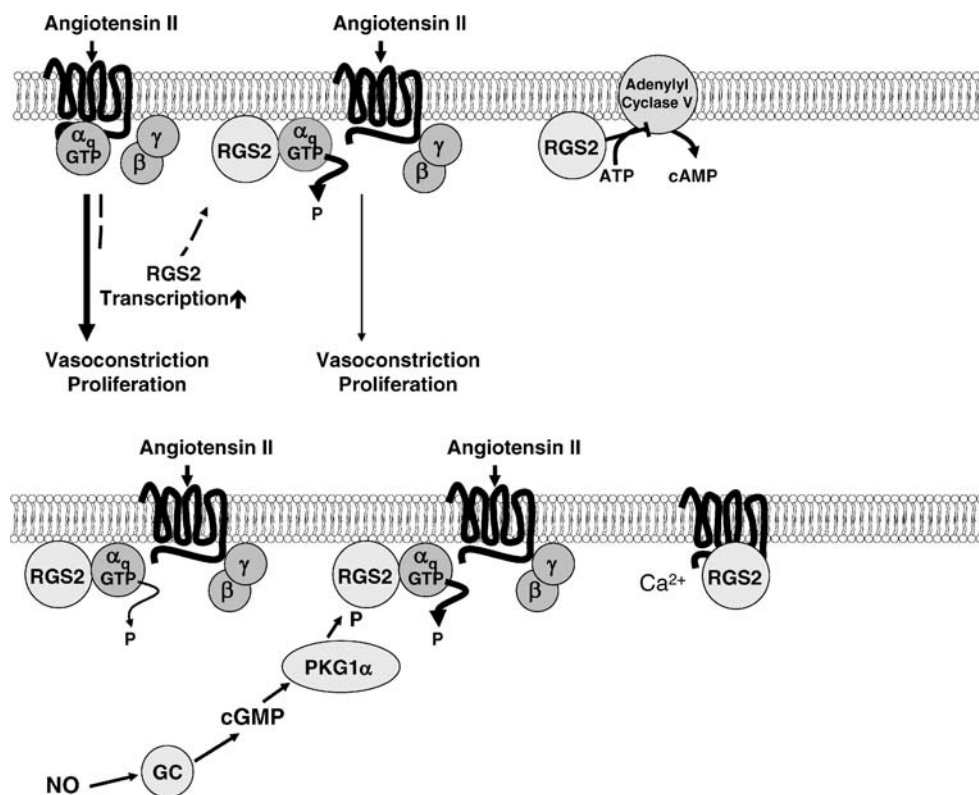 Angiotensin II
Angiotensin II
Adenylyl
Cyclase V
αq
GTP
γ
β
RGS2
αq
GTP
γ
β
RGS2
ATP
cAMP
P
RGS2
Transcription
Vasoconstriction
Proliferation
Vasoconstriction
Proliferation
Angiotensin II
Angiotensin II
RGS2
αq
GTP
γ
β
P
RGS2
αq
GTP
γ
β
P
P
Ca²⁺
RGS2
PKG1α
cGMP
GC
NO